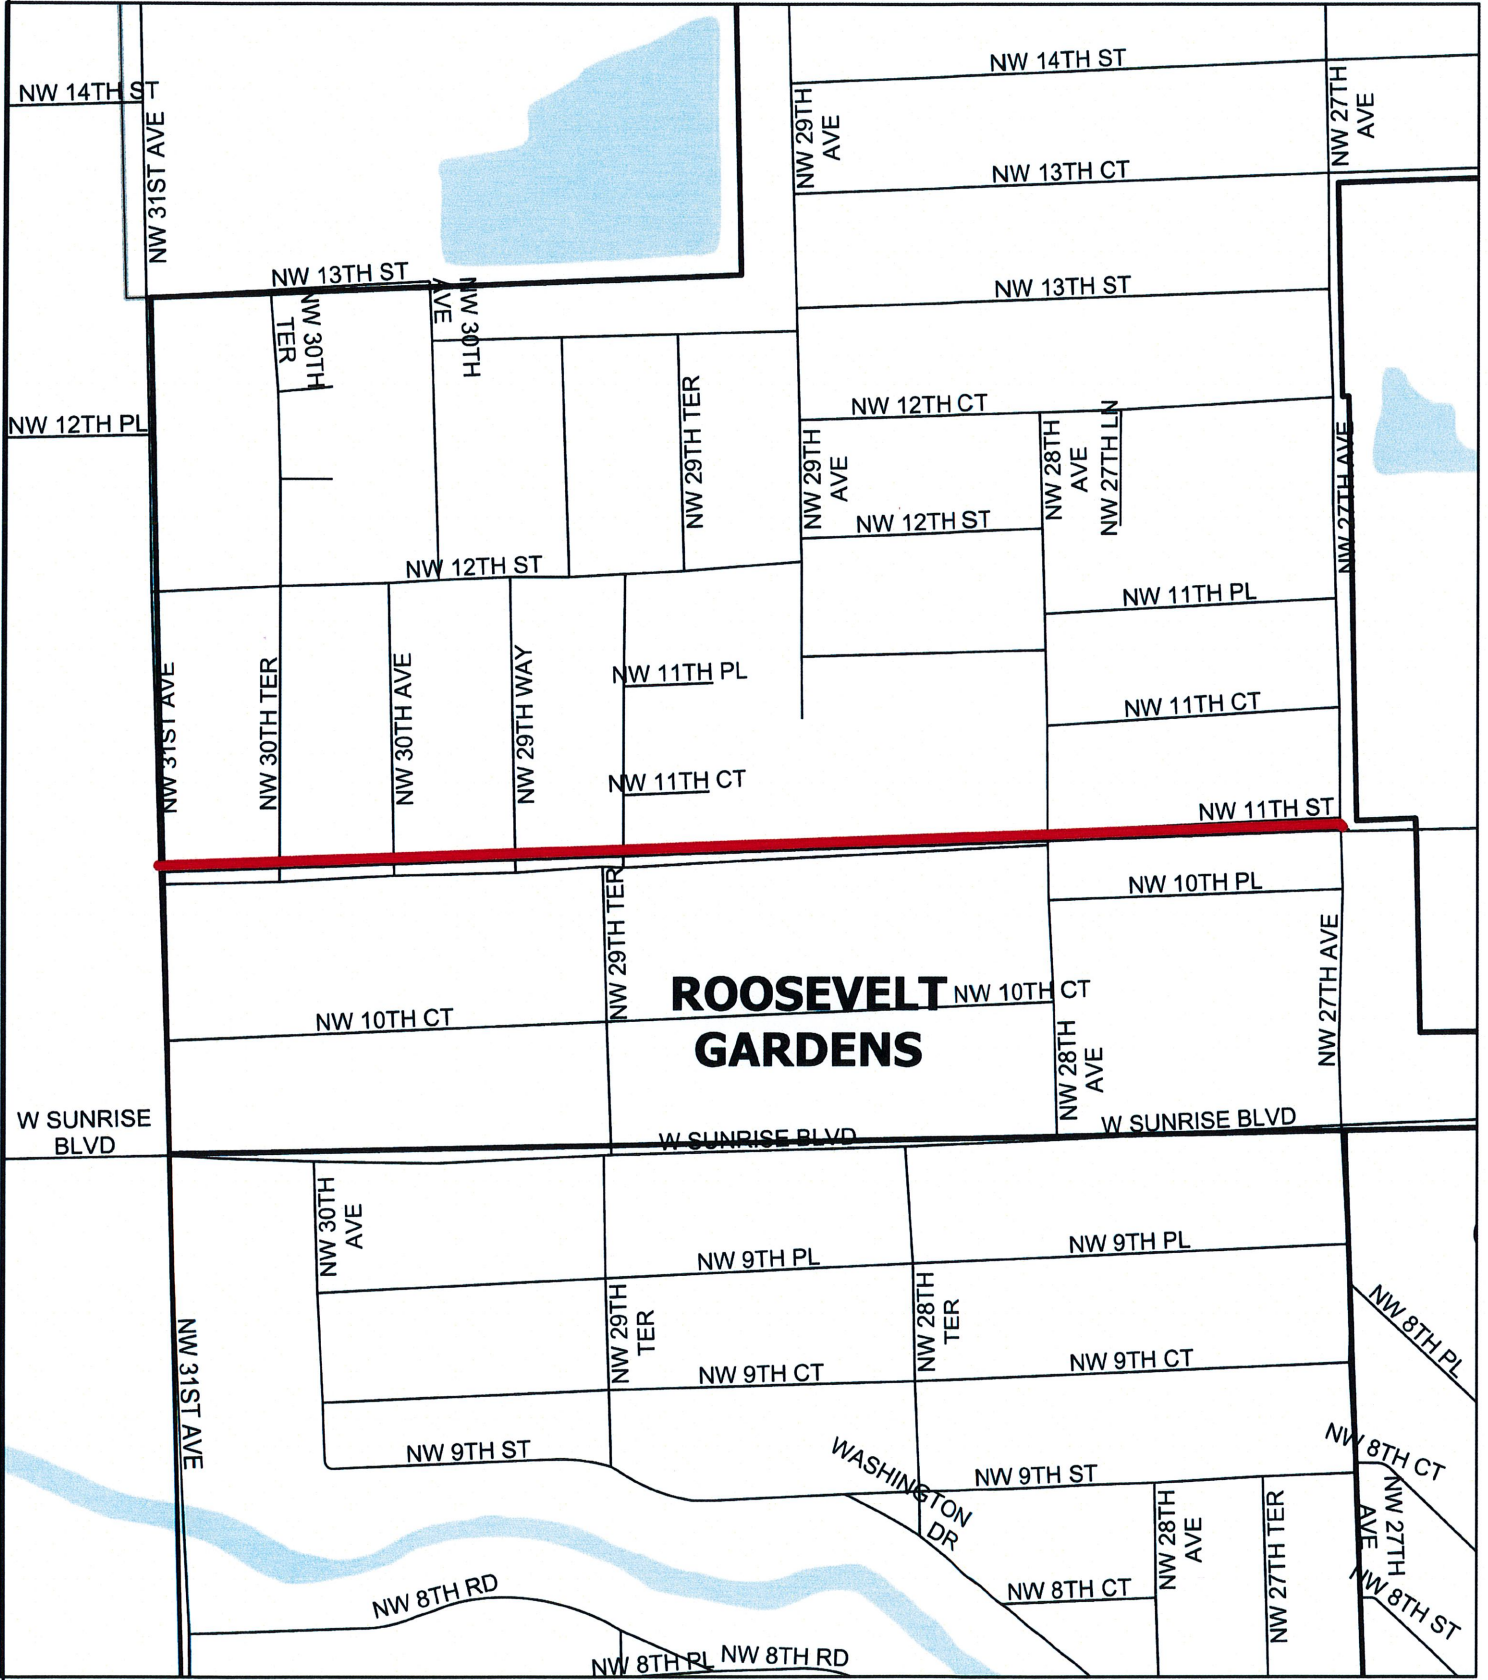 NW 14TH ST
NW 14TH ST
NW 31ST AVE
NW 29TH
AVE
NW 27TH
AVE
NW 13TH CT
NW 13TH ST
NW 13TH ST
NW 30TH
TER
NW 30TH
AVE
NW 12TH PL
NW 29TH TER
NW 12TH CT
NW 29TH
AVE
NW 28TH
AVE
NW 27TH LN
NW 27TH AVE
NW 12TH ST
NW 12TH ST
NW 11TH PL
NW 31ST AVE
NW 30TH TER
NW 30TH AVE
NW 29TH WAY
NW 11TH PL
NW 11TH CT
NW 11TH CT
NW 11TH ST
NW 10TH PL
NW 29TH TER
NW 27TH AVE
ROOSEVELT
GARDENS
NW 10TH CT
NW 10TH CT
NW 28TH
AVE
W SUNRISE
BLVD
W SUNRISE BLVD
W SUNRISE BLVD
NW 30TH
AVE
NW 9TH PL
NW 9TH PL
NW 29TH
TER
NW 28TH
TER
NW 8TH PL
NW 31ST AVE
NW 9TH CT
NW 9TH CT
NW 9TH ST
WASHINGTON
DR
NW 9TH ST
NW 8TH CT
NW 28TH
AVE
NW 27TH TER
NW 27TH
AVE
NW 8TH RD
NW 8TH CT
NW 8TH ST
NW 8TH PL
NW 8TH RD